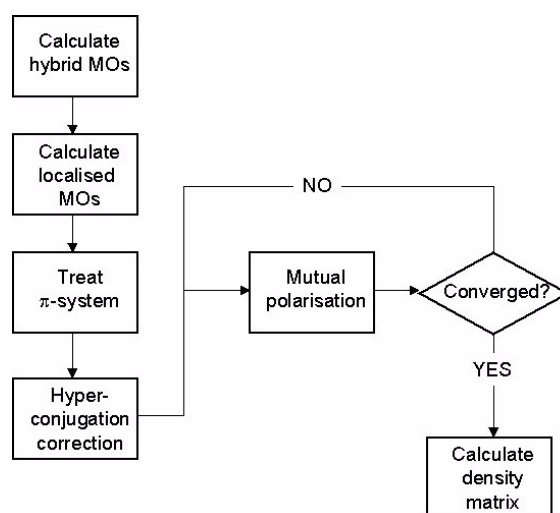 Calculate
hybrid MOs
Calculate
localised
MOs
Treat
π-system
Hyper-
conjugation
correction
NO
Mutual
polarisation
Converged?
YES
Calculate
density
matrix